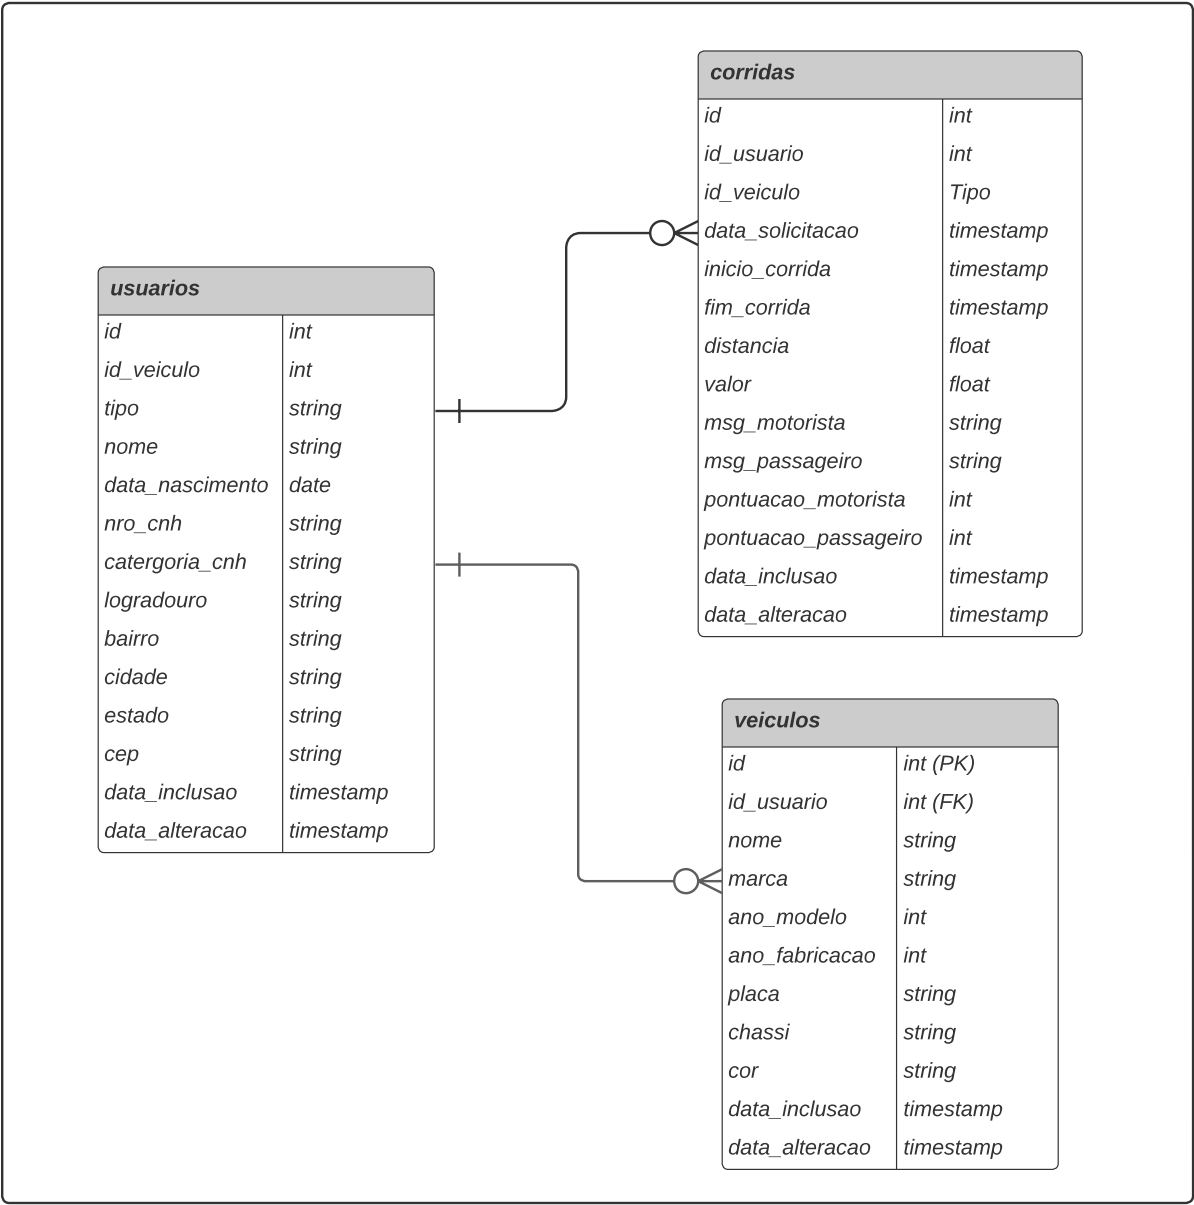 corridas
id int
id_usuario int
id_veiculo Tipo
data_solicitacao timestamp
inicio_corrida timestamp
fim_corrida timestamp
distancia float
valor float
msg_motorista string
msg_passageiro string
pontuacao_motorista int
pontuacao_passageiro int
data_inclusao timestamp
data_alteracao timestamp
usuarios
id int
id_veiculo int
tipo string
nome string
data_nascimento date
nro_cnh string
catergoria_cnh string
logradouro string
bairro string
cidade string
estado string
cep string
data_inclusao timestamp
data_alteracao timestamp
veiculos
id int (PK)
id_usuario int (FK)
nome string
marca string
ano_modelo int
ano_fabricacao int
placa string
chassi string
cor string
data_inclusao timestamp
data_alteracao timestamp